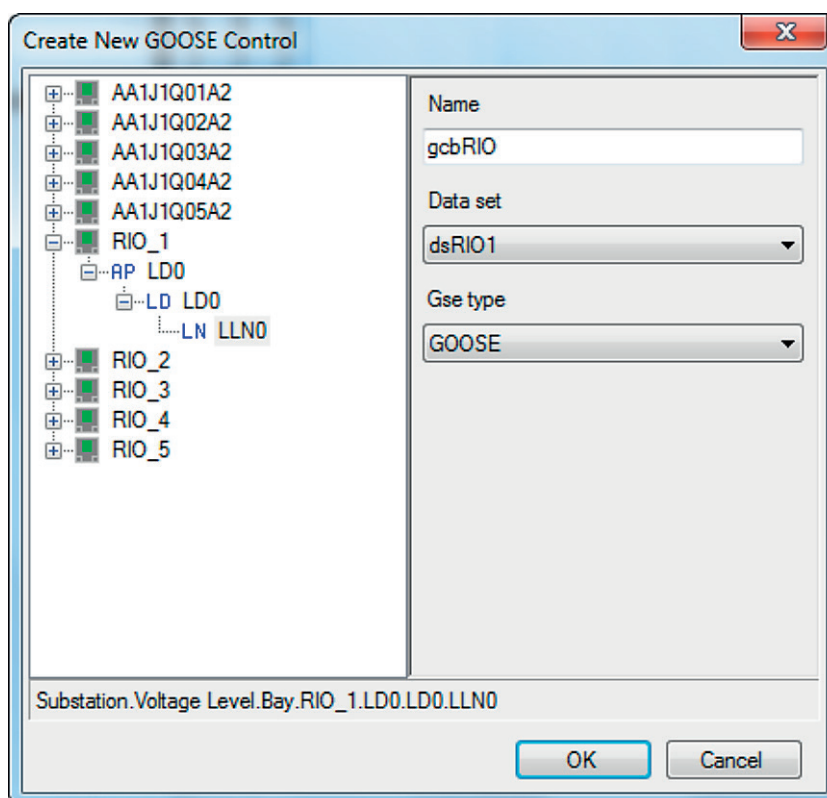 Create New GOOSE Control
AA1J1Q01A2
AA1J1Q02A2
AA1J1Q03A2
AA1J1Q04A2
AA1J1Q05A2
RIO_1
AP LD0
LD LD0
LN LLN0
RIO_2
RIO_3
RIO_4
RIO_5
Name
gcbRIO
Data set
dsRIO1
Gse type
GOOSE
Substation.Voltage Level.Bay.RIO_1.LD0.LD0.LLN0
OK
Cancel